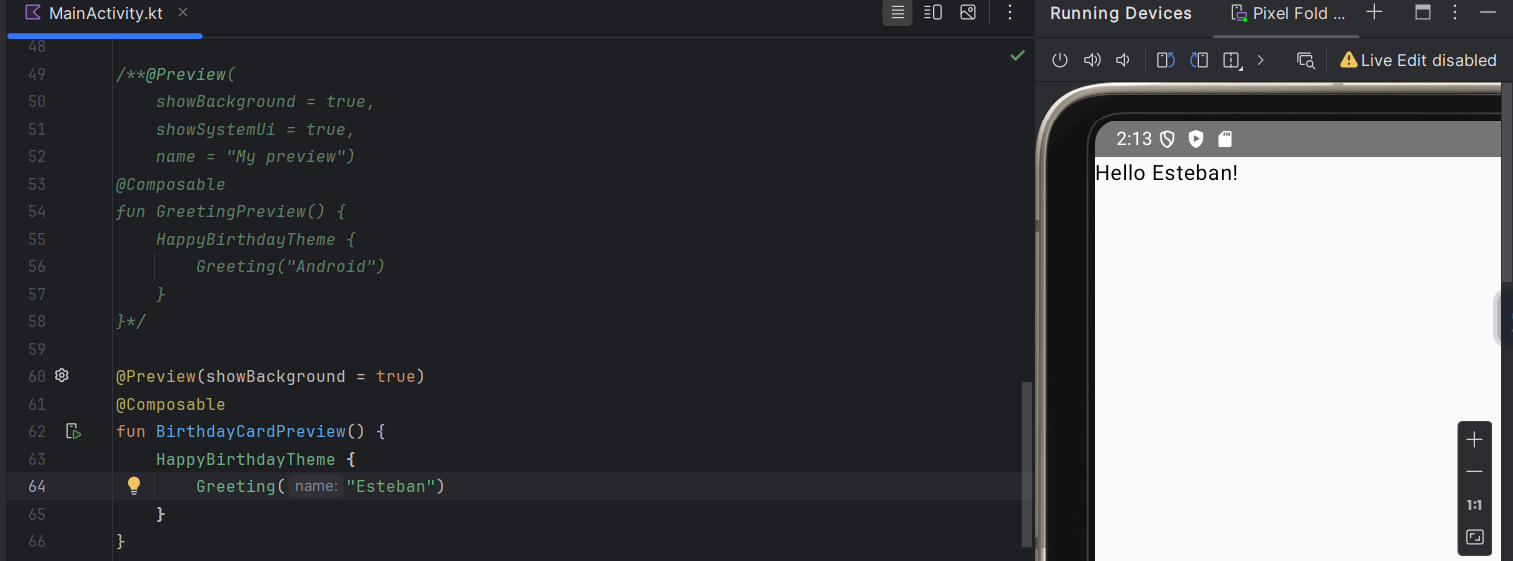 MainActivity.kt
Running Devices
Pixel Fold ...
Live Edit disabled
48
49 /**@Preview(
50 showBackground = true,
51 showSystemUi = true,
52 name = "My preview")
53 @Composable
54 fun GreetingPreview() {
55 HappyBirthdayTheme {
56 Greeting("Android")
57 }
58 }*/
59
60 @Preview(showBackground = true)
61 @Composable
62 fun BirthdayCardPreview() {
63 HappyBirthdayTheme {
64 Greeting( name: "Esteban")
65 }
66 }
2:13
Hello Esteban!
1:1